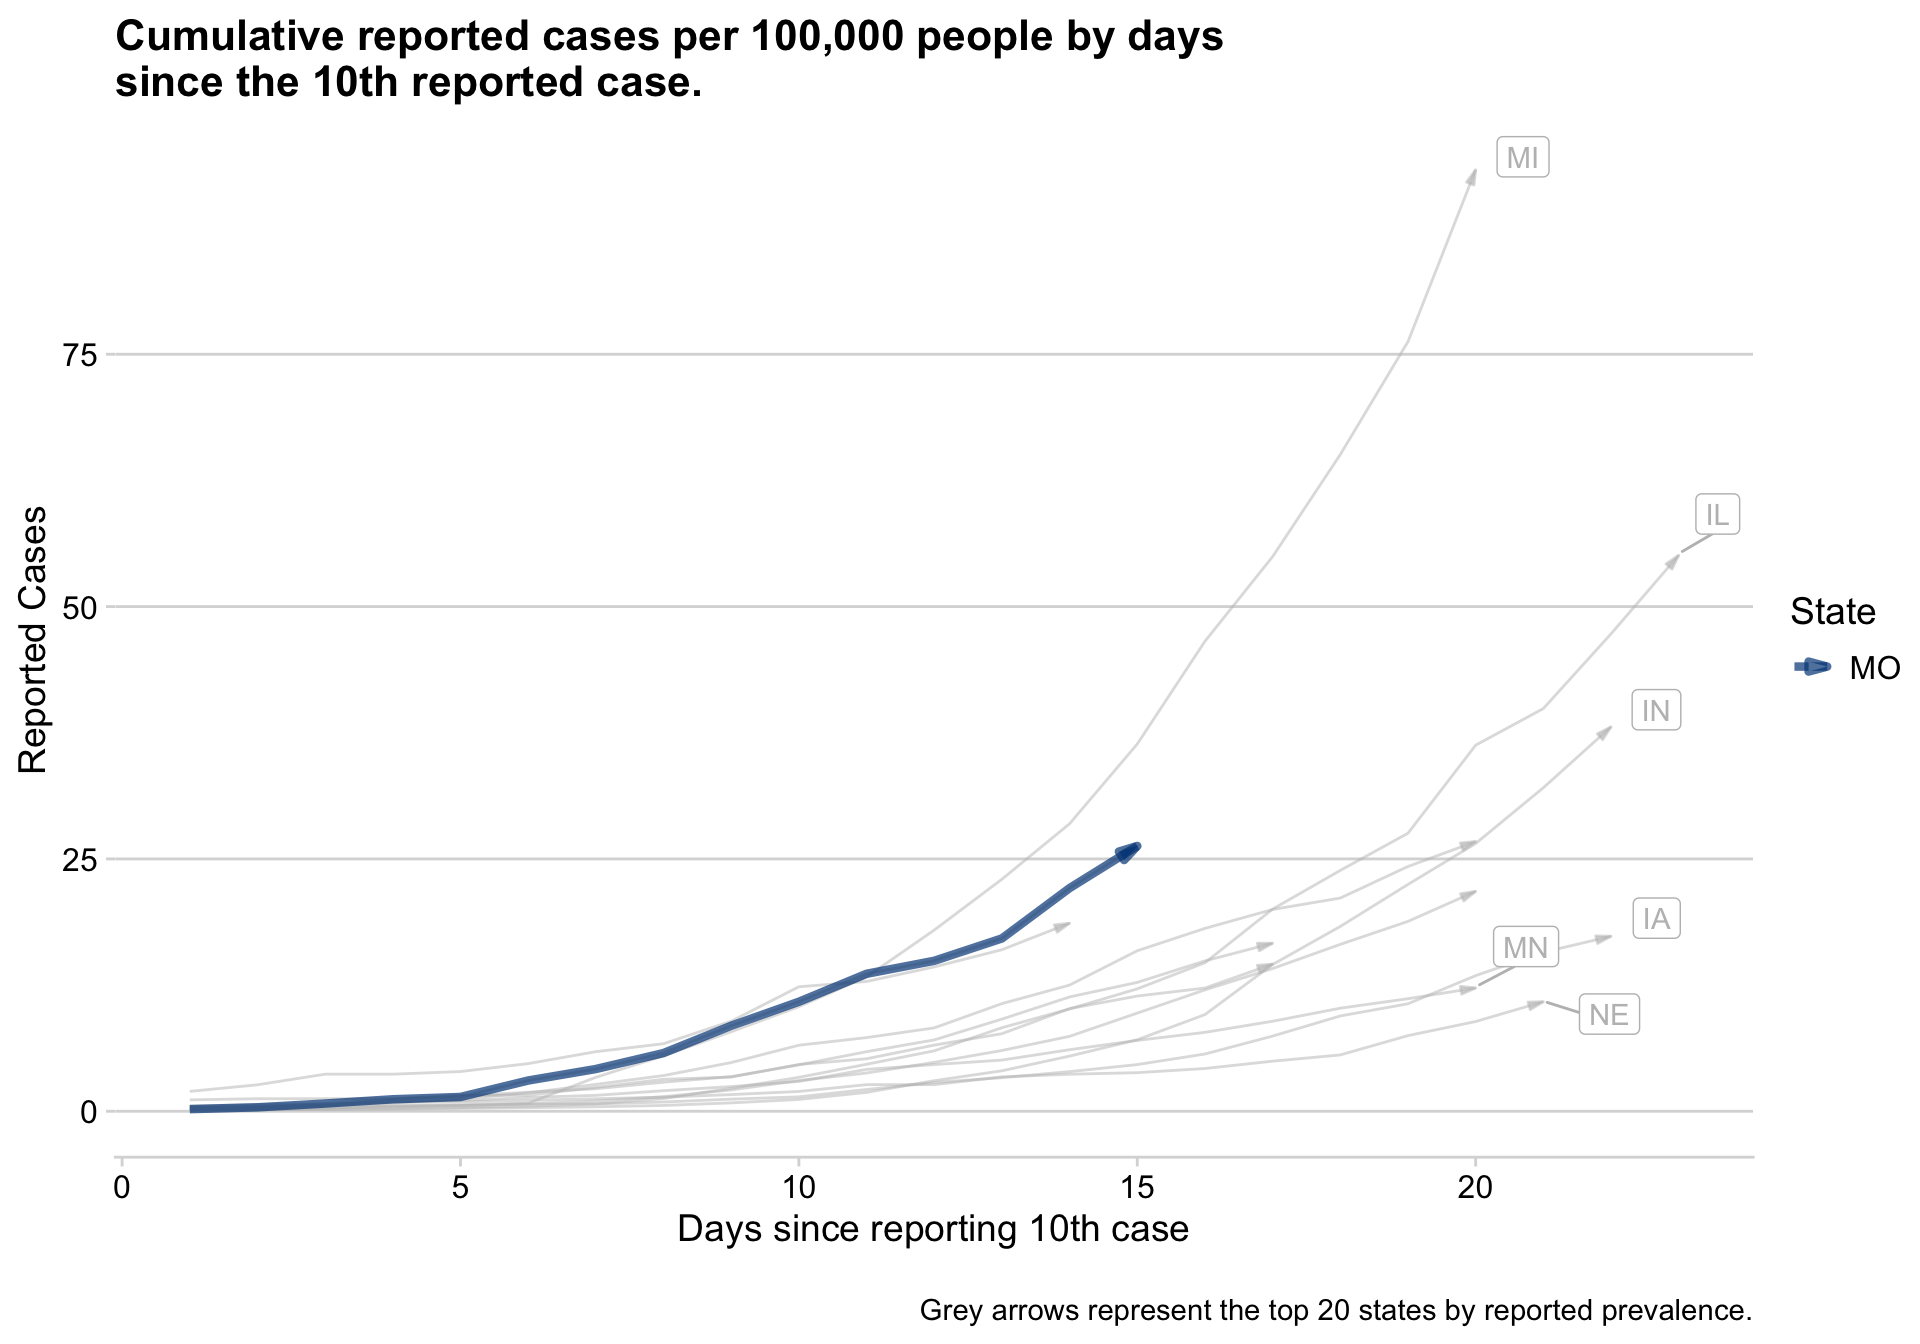 Cumulative reported cases per 100,000 people by days
since the 10th reported case.
MI
75
IL
50
State
MO
IN
Reported Cases
25
IA
MN
NE
0
0 5 10 15 20
Days since reporting 10th case
Grey arrows represent the top 20 states by reported prevalence.